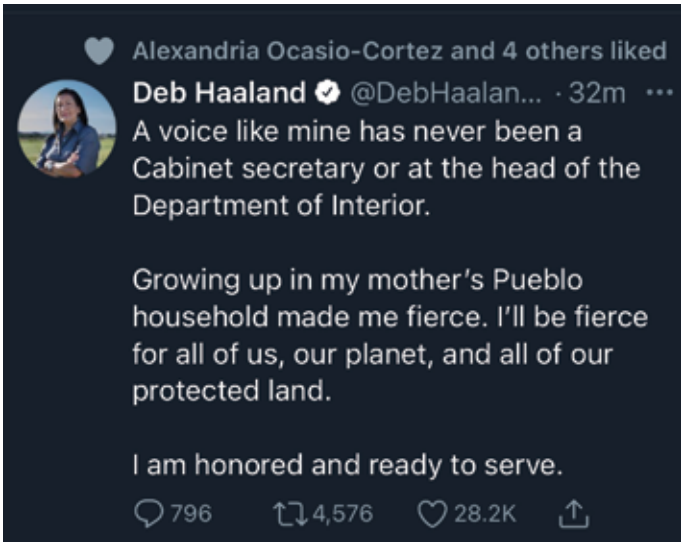 Alexandria Ocasio-Cortez and 4 others liked
Deb Haaland @DebHaalan... · 32m
A voice like mine has never been a
Cabinet secretary or at the head of the
Department of Interior.
Growing up in my mother's Pueblo
household made me fierce. I'll be fierce
for all of us, our planet, and all of our
protected land.
I am honored and ready to serve.
796 4,576 28.2K